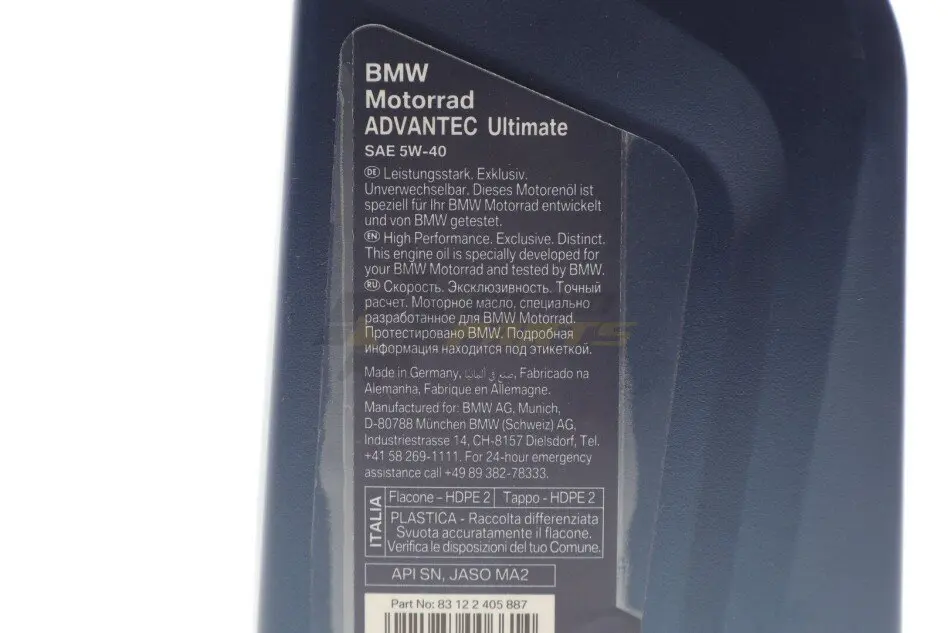 BMW
Motorrad
ADVANTEC Ultimate
SAE 5W-40
DE Leistungsstark. Exklusiv.
Unverwechselbar. Dieses Motorenöl ist
speziell für Ihr BMW Motorrad entwickelt
und von BMW getestet.
EN High Performance. Exclusive. Distinct.
This engine oil is specially developed for
your BMW Motorrad and tested by BMW.
RU Скорость. Эксклюзивность. Точный
расчет. Моторное масло, специально
разработанное для BMW Motorrad.
Протестировано BMW. Подробная
информация находится под этикеткой.
Made in Germany, صنع في ألمانيا, Fabricado na
Alemanha, Fabrique en Allemagne.
Manufactured for: BMW AG, Munich,
D-80788 München BMW (Schweiz) AG,
Industriestrasse 14, CH-8157 Dielsdorf, Tel.
+41 58 269-1111. For 24-hour emergency
assistance call +49 89 382-78333.
ITALIA
Flacone - HDPE 2 Tappo - HDPE 2
PLASTICA - Raccolta differenziata
Svuota accuratamente il flacone.
Verifica le disposizioni del tuo Comune.
API SN, JASO MA2
Part No: 83 12 2 405 887